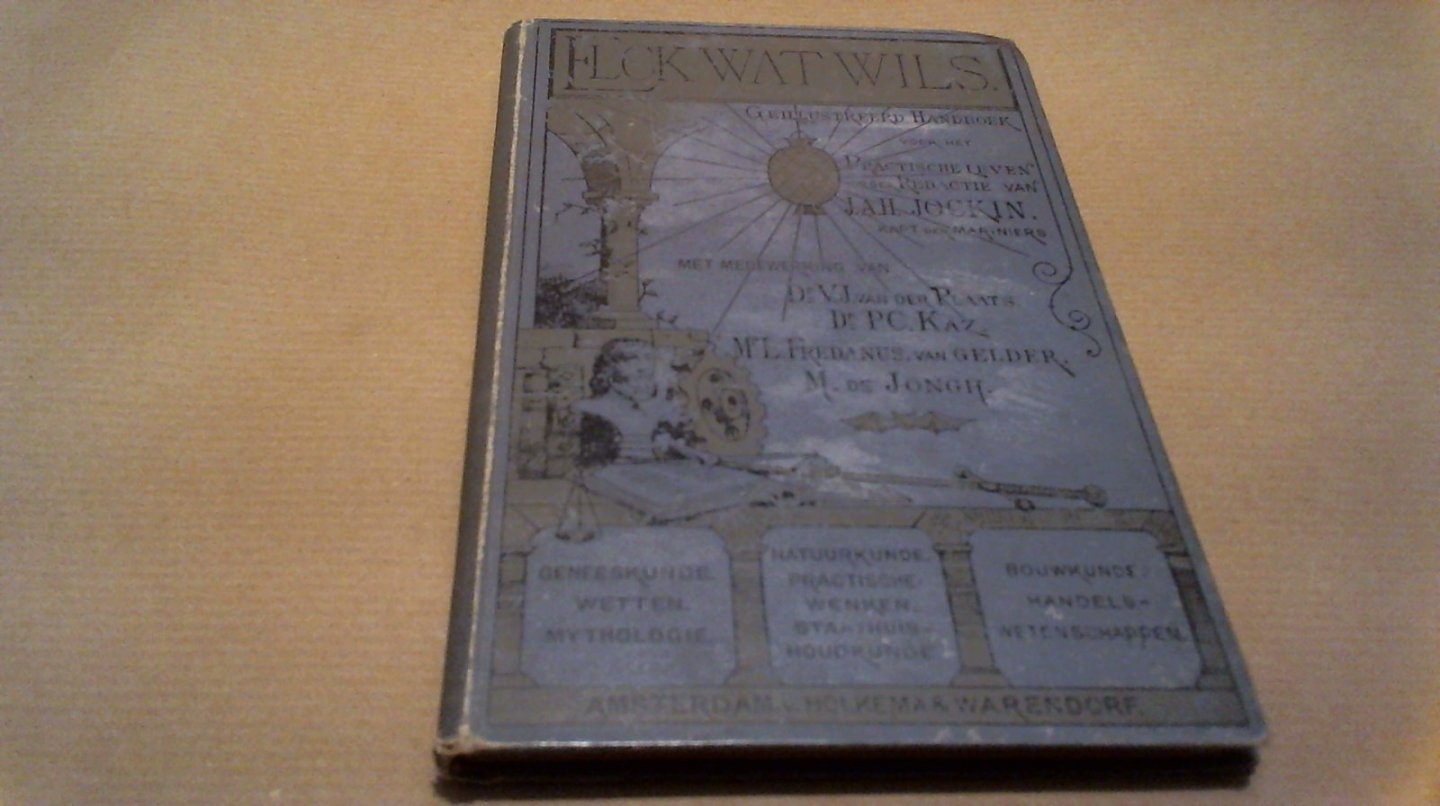 ELCK WAT WILS.
GEILLUSTREERD HANDBOEK
VOOR HET
PRACTISCHE LEVEN
REDACTIE VAN
J.A.H. JOCKIN.
KAPT DER MARINIERS
MET MEDEWERKING VAN
DR V.J. VAN DER PLAATS.
DR P.C. KAZ.
MR L. FREDANUS. VAN GELDER.
M. DE JONGH.
GENEESKUNDE.
WETTEN.
MYTHOLOGIE.
NATUURKUNDE.
PRACTISCHE
WENKEN.
STAATHUIS-
HOUDKUNDE
BOUWKUNDE
HANDELS-
WETENSCHAPPEN.
AMSTERDAM. V. HOLKEMA & WARENDORF.